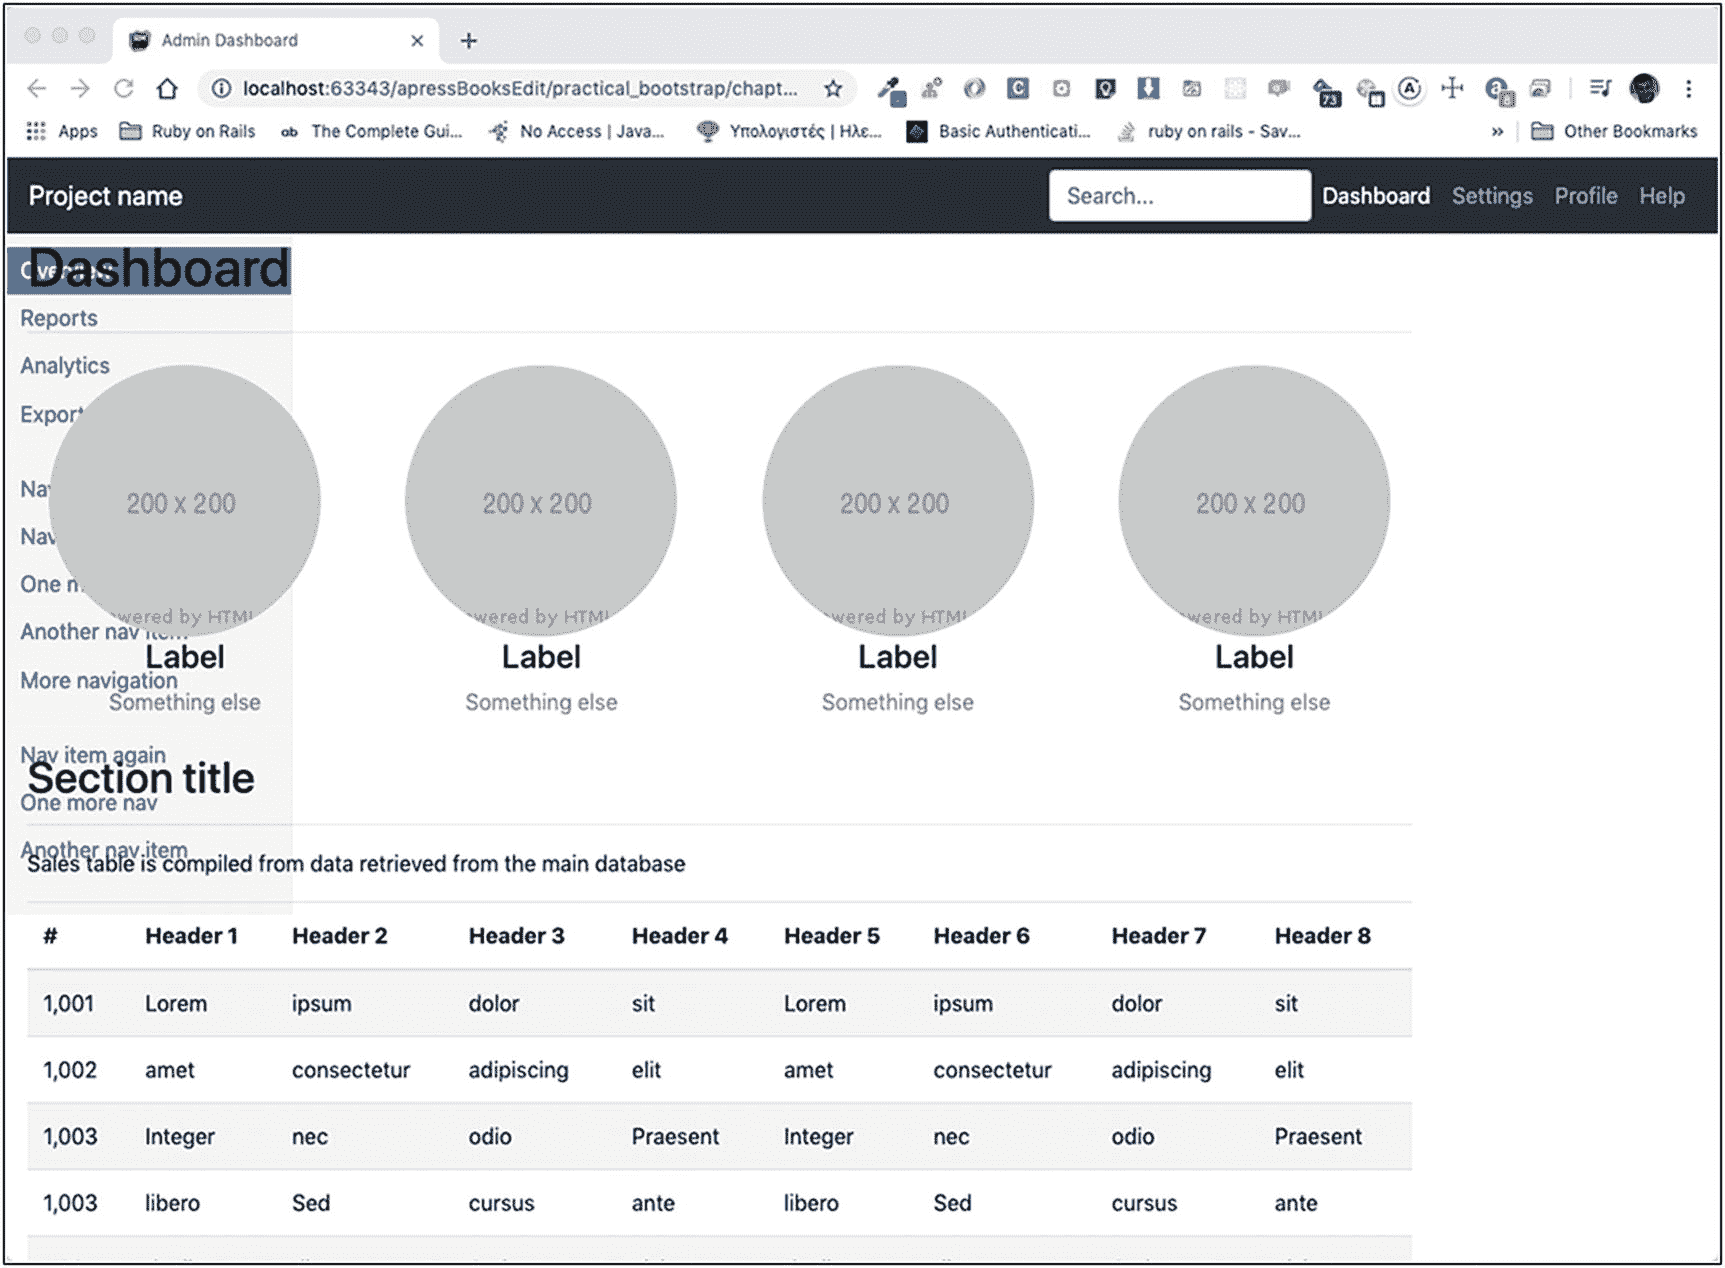 Admin Dashboard
localhost:63343/apressBooksEdit/practical_bootstrap/chapt...
73
Apps Ruby on Rails The Complete Gui... No Access | Java... Υπολογιστές | Ηλε... Basic Authenticati... ruby on rails - Sav... » Other Bookmarks
Project name Search... Dashboard Settings Profile Help
Overview
Dashboard
Reports
Analytics
Export
Nav
One m
Another nav item
More navigation
200 x 200 200 x 200 200 x 200 200 x 200
wered by HTML wered by HTML wered by HTML wered by HTML
Label Label Label Label
Something else Something else Something else Something else
Nav item again
Section title
One more nav
Another nav item
Sales table is compiled from data retrieved from the main database
# Header 1 Header 2 Header 3 Header 4 Header 5 Header 6 Header 7 Header 8
1,001 Lorem ipsum dolor sit Lorem ipsum dolor sit
1,002 amet consectetur adipiscing elit amet consectetur adipiscing elit
1,003 Integer nec odio Praesent Integer nec odio Praesent
1,003 libero Sed cursus ante libero Sed cursus ante